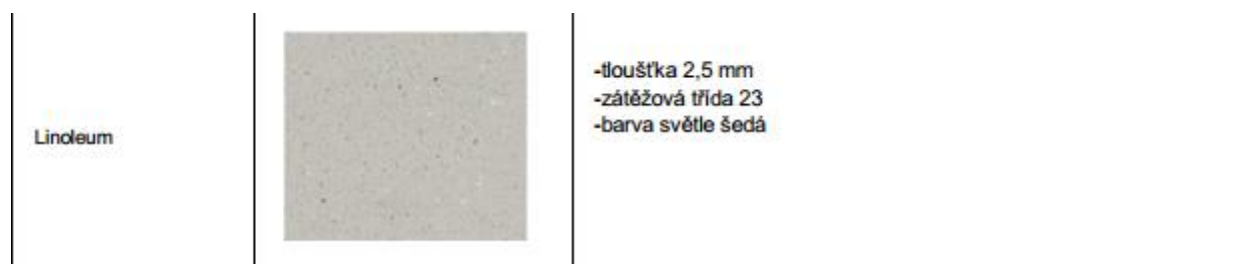 Linoleum
-tloušťka 2,5 mm
-zátěžová třída 23
-barva světle šedá